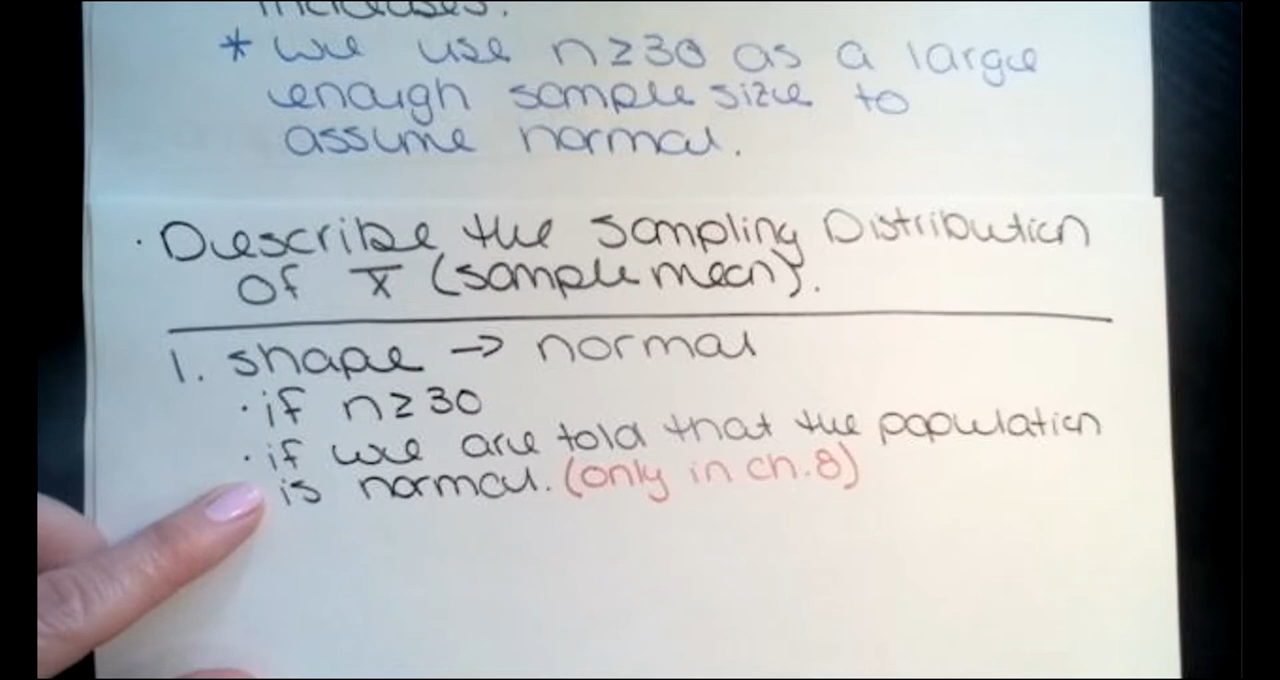 increases.
* we use n≥30 as a large
enough sample size to
assume normal.
· Describe the Sampling Distribution
of x̄ (sample mean).
1. shape → normal
· if n≥30
· if we are told that the population
is normal. (only in ch.8)